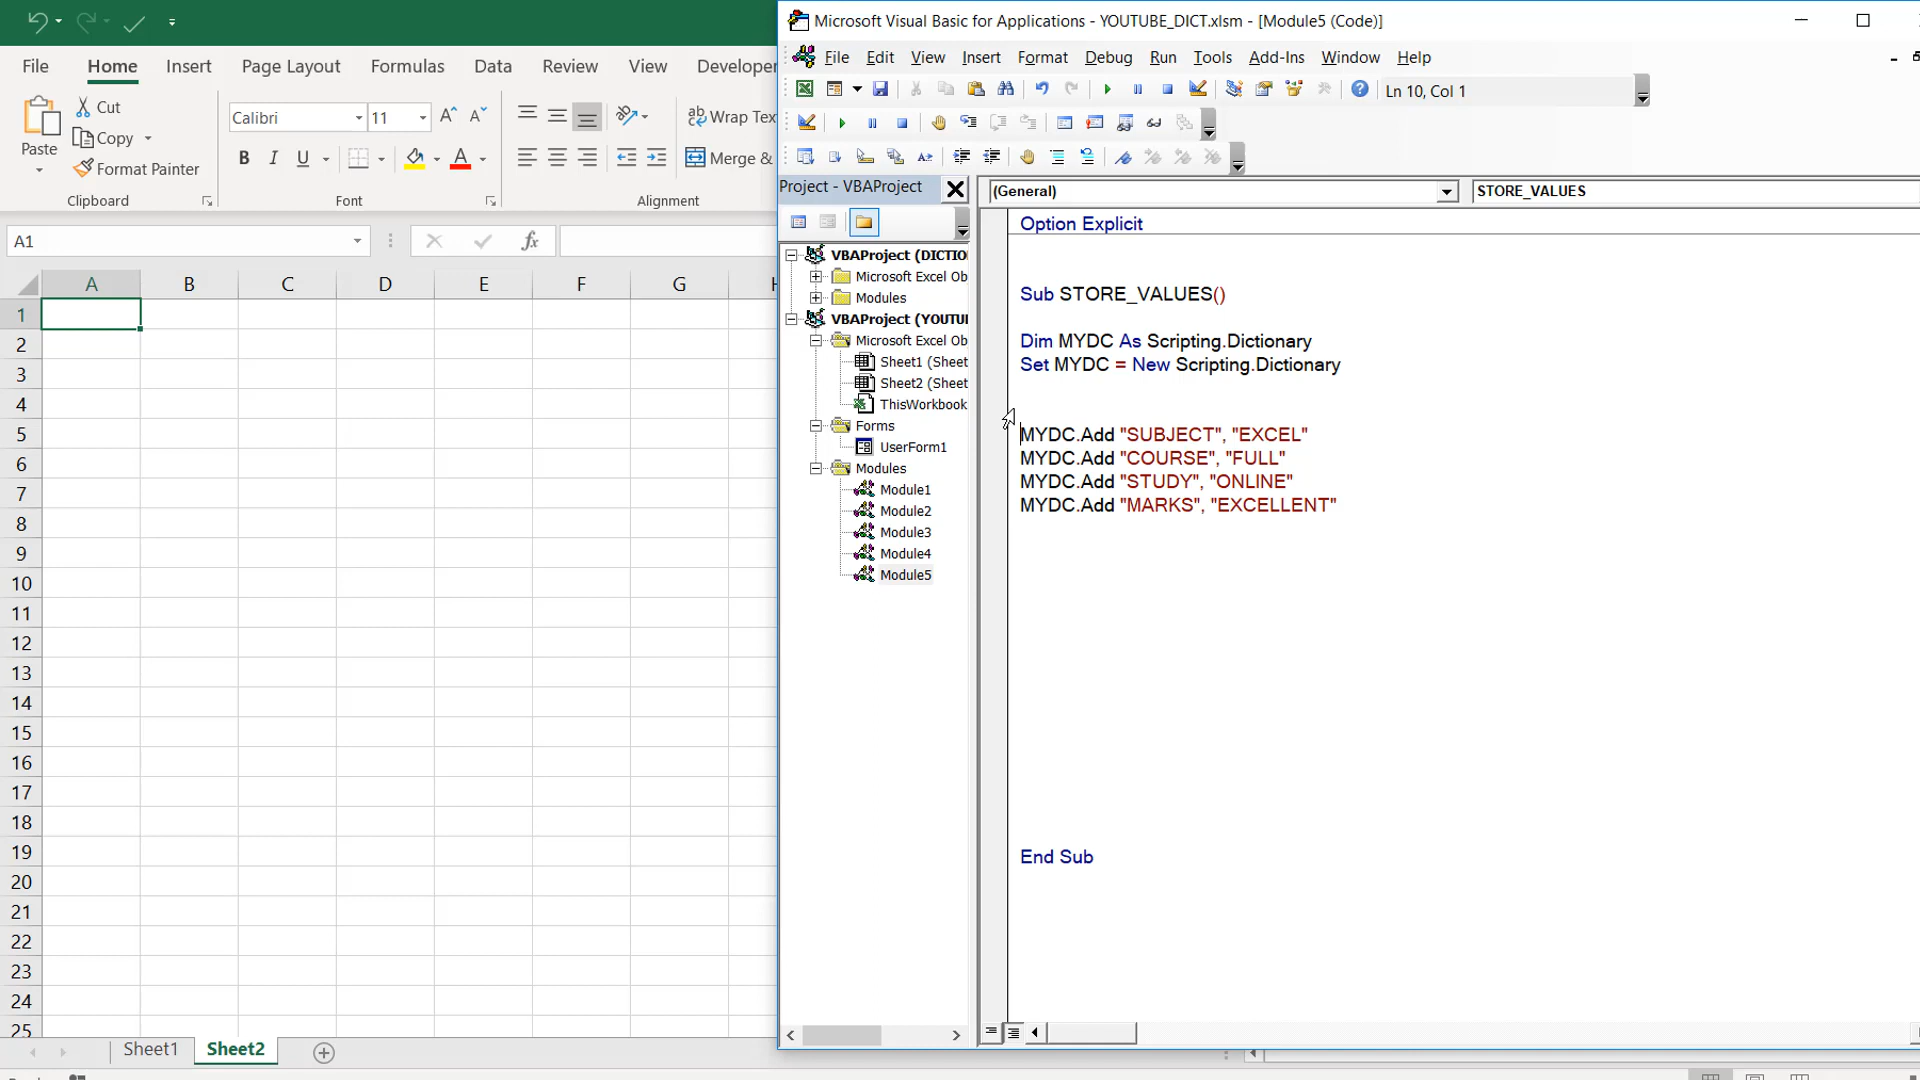 Microsoft Visual Basic for Applications - YOUTUBE_DICT.xlsm - [Module5 (Code)]
File Home Insert Page Layout Formulas Data Review View Developer
File Edit View Insert Format Debug Run Tools Add-Ins Window Help
Ln 10, Col 1
Paste
Cut
Copy
Format Painter
Clipboard
Calibri 11
B I U
Font
Wrap Tex
Merge &
Alignment
A1
fx
A B C D E F G H
1
2
3
4
5
6
7
8
9
10
11
12
13
14
15
16
17
18
19
20
21
22
23
24
25
Sheet1 Sheet2
Project - VBAProject
VBAProject (DICTIO
Microsoft Excel Ob
Modules
VBAProject (YOUTU
Microsoft Excel Ob
Sheet1 (Sheet
Sheet2 (Sheet
ThisWorkbook
Forms
UserForm1
Modules
Module1
Module2
Module3
Module4
Module5
(General) STORE_VALUES
Option Explicit
Sub STORE_VALUES()
Dim MYDC As Scripting.Dictionary
Set MYDC = New Scripting.Dictionary
MYDC.Add "SUBJECT", "EXCEL"
MYDC.Add "COURSE", "FULL"
MYDC.Add "STUDY", "ONLINE"
MYDC.Add "MARKS", "EXCELLENT"
End Sub